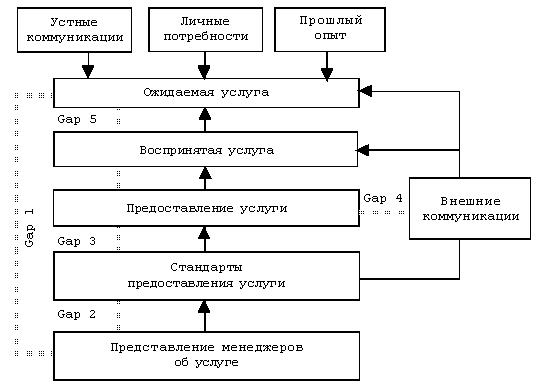 Устные
коммуникации
Личные
потребности
Прошлый
опыт
Ожидаемая услуга
Gap 5
Воспринятая услуга
Предоставление услуги
Gap 4
Внешние
коммуникации
Gap 1
Gap 3
Стандарты
предоставления услуги
Gap 2
Представление менеджеров
об услуге